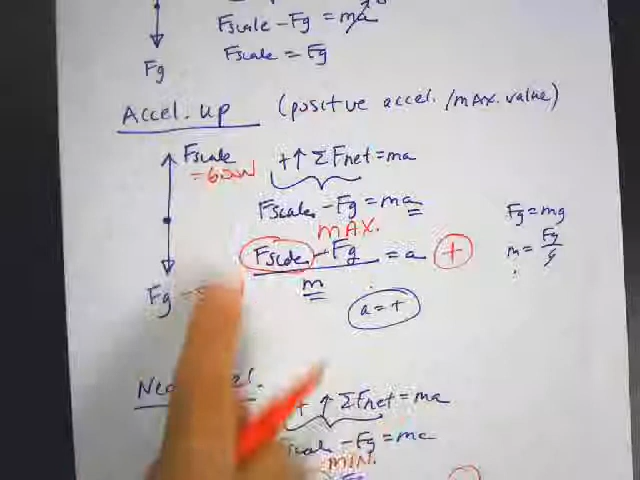 Fscale - Fg = ma
0
Fscale = Fg
Fg
Accel. up (positive accel. /max. value)
Fscale
+↑ ΣFnet = ma
Fscale - Fg = ma
MAX.
Fscale - Fg = a +
m
a = +
Fg = mg
m = Fg
g
Fg =
+ ↑ ΣFnet = ma
- Fg = ma
MIN.